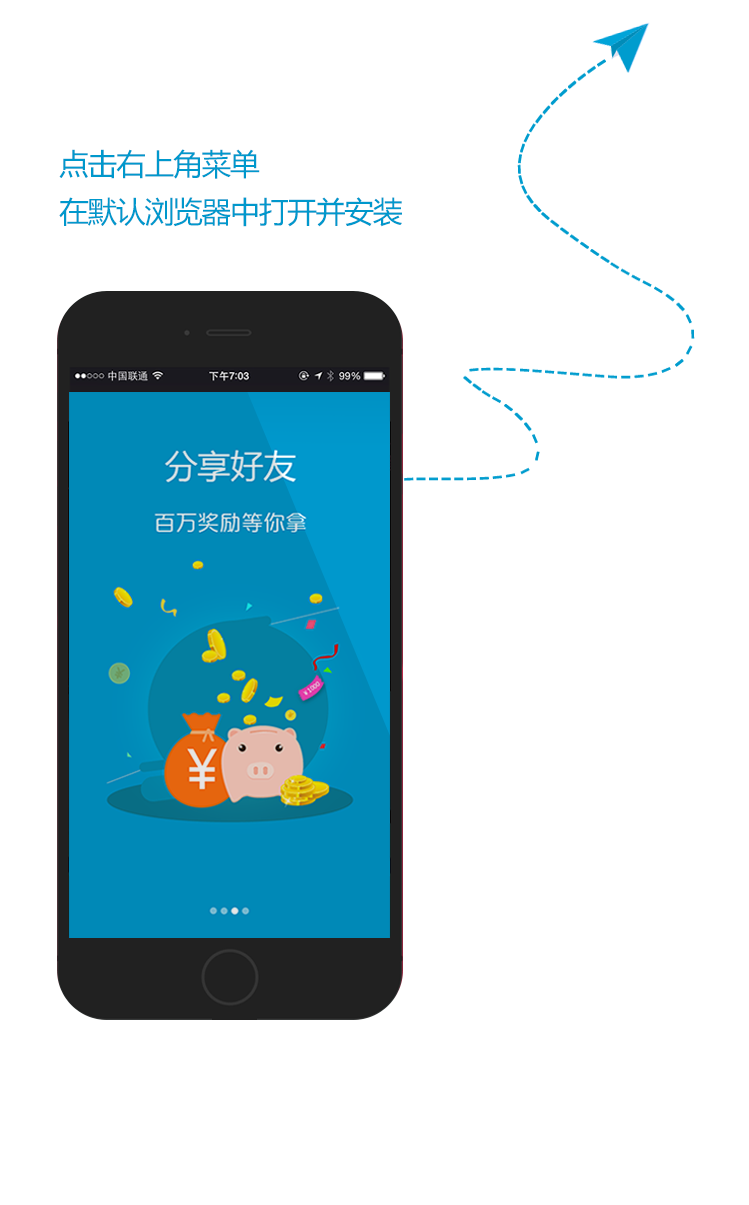 点击右上角菜单
在默认浏览器中打开并安装
中国联通 下午7:03 99%
分享好友
百万奖励等你拿
¥1000
¥